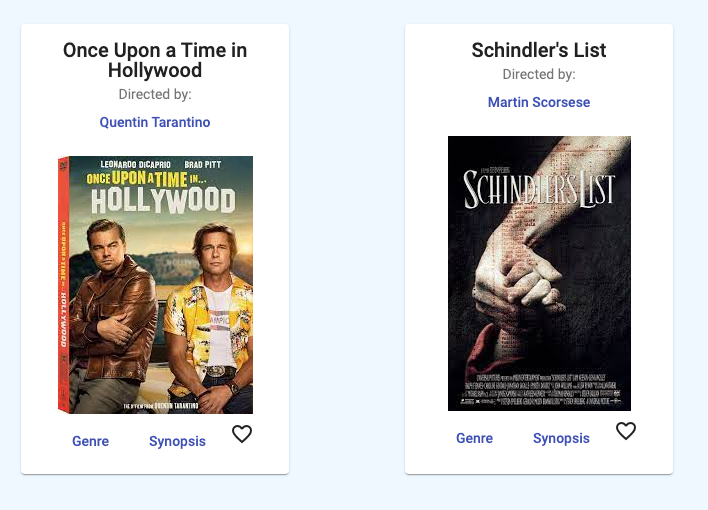 Once Upon a Time in
Hollywood
Directed by:
Quentin Tarantino
LEONARDO DiCAPRIO BRAD PITT
ONCE UPON A TIME IN...
HOLLYWOOD
ONCE UPON A TIME IN... HOLLYWOOD
THE 9TH FILM FROM QUENTIN TARANTINO
Genre
Synopsis
Schindler's List
Directed by:
Martin Scorsese
SCHINDLER'S LIST
Genre
Synopsis